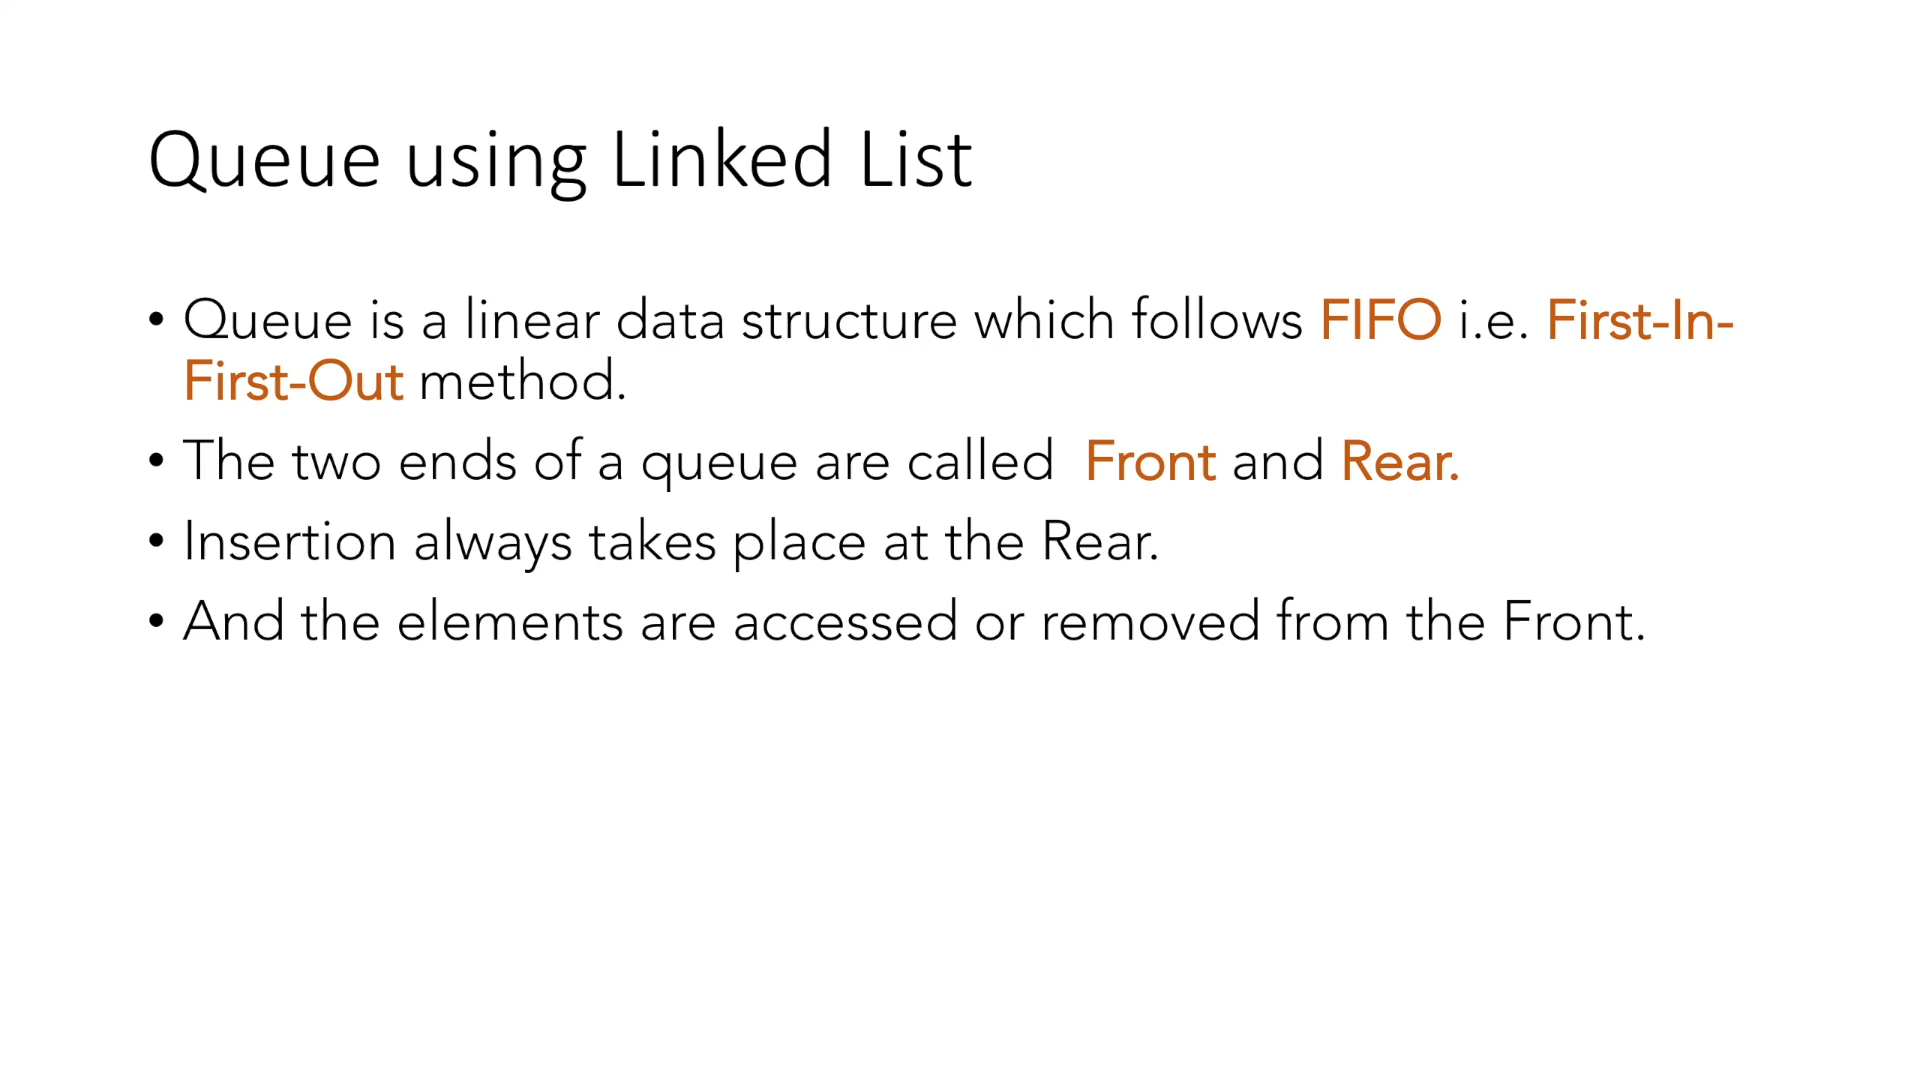 Queue using Linked List
• Queue is a linear data structure which follows FIFO i.e. First-In-
First-Out method.
• The two ends of a queue are called  Front and Rear.
• Insertion always takes place at the Rear.
• And the elements are accessed or removed from the Front.